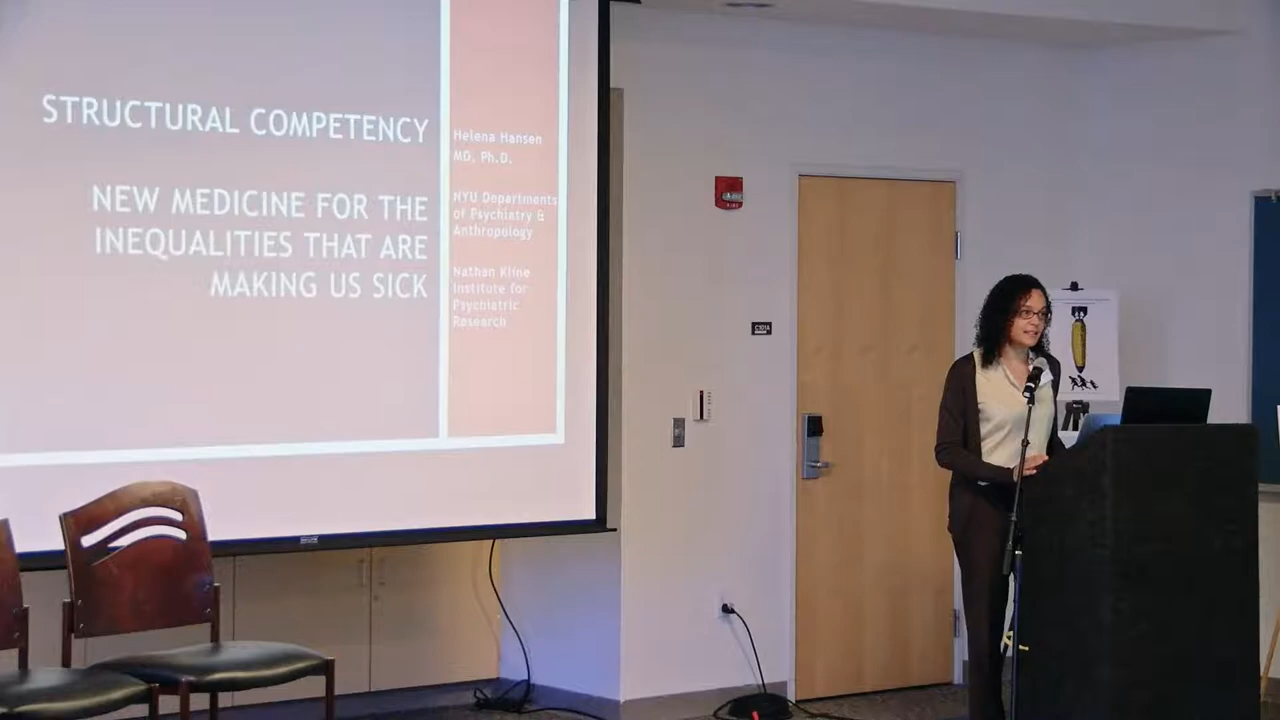 STRUCTURAL COMPETENCY
NEW MEDICINE FOR THE
INEQUALITIES THAT ARE
MAKING US SICK
Helena Hansen
MD, Ph.D.
NYU Departments
of Psychiatry &
Anthropology
Nathan Kline
Institute for
Psychiatric
Research
FIRE
C101A